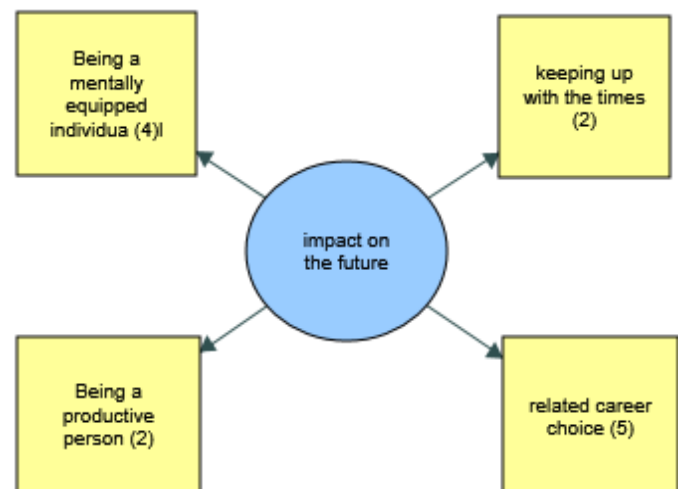 Being a
mentally
equipped
individua (4)l
keeping up
with the times
(2)
impact on
the future
Being a
productive
person (2)
related career
choice (5)